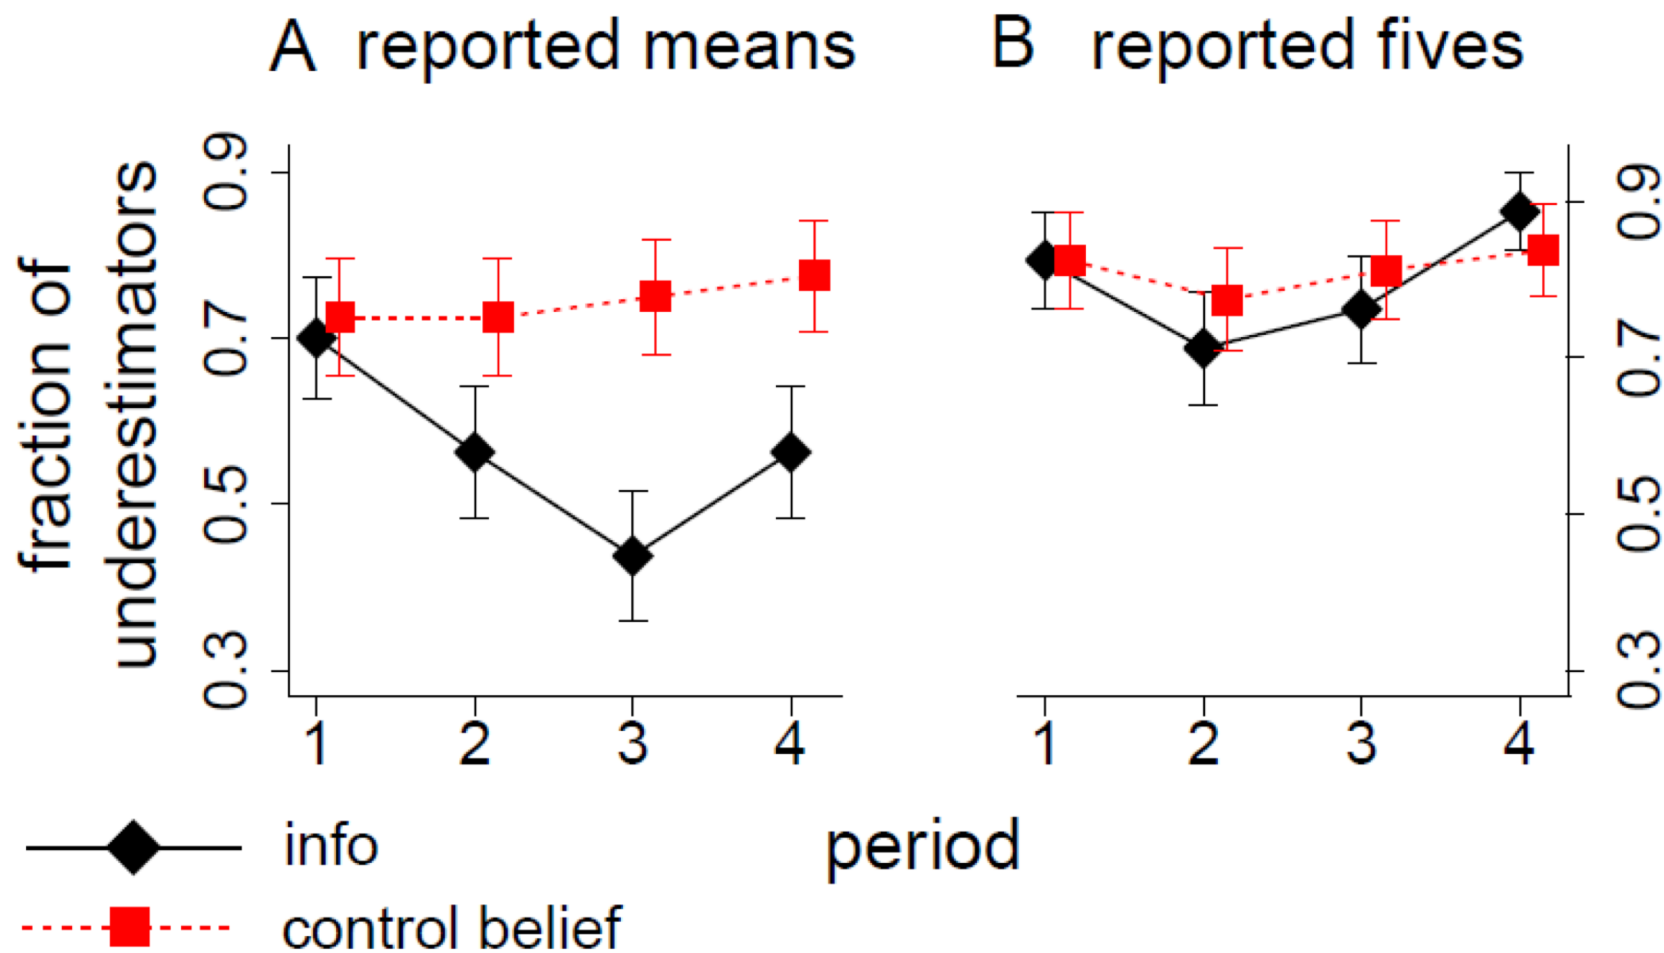 A reported means
B reported fives
fraction of
underestimators
0.9
0.7
0.5
0.3
1 2 3 4
0.9
0.7
0.5
0.3
1 2 3 4
period
info
control belief